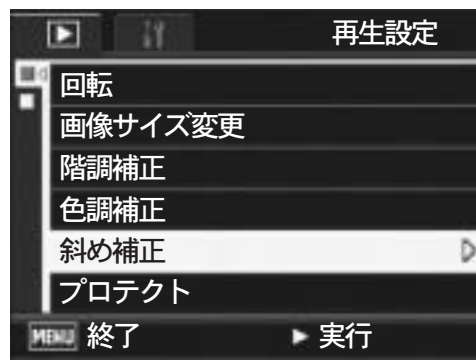 再生設定
回転
画像サイズ変更
階調補正
色調補正
斜め補正
プロテクト
MENU 終了 ▶ 実行